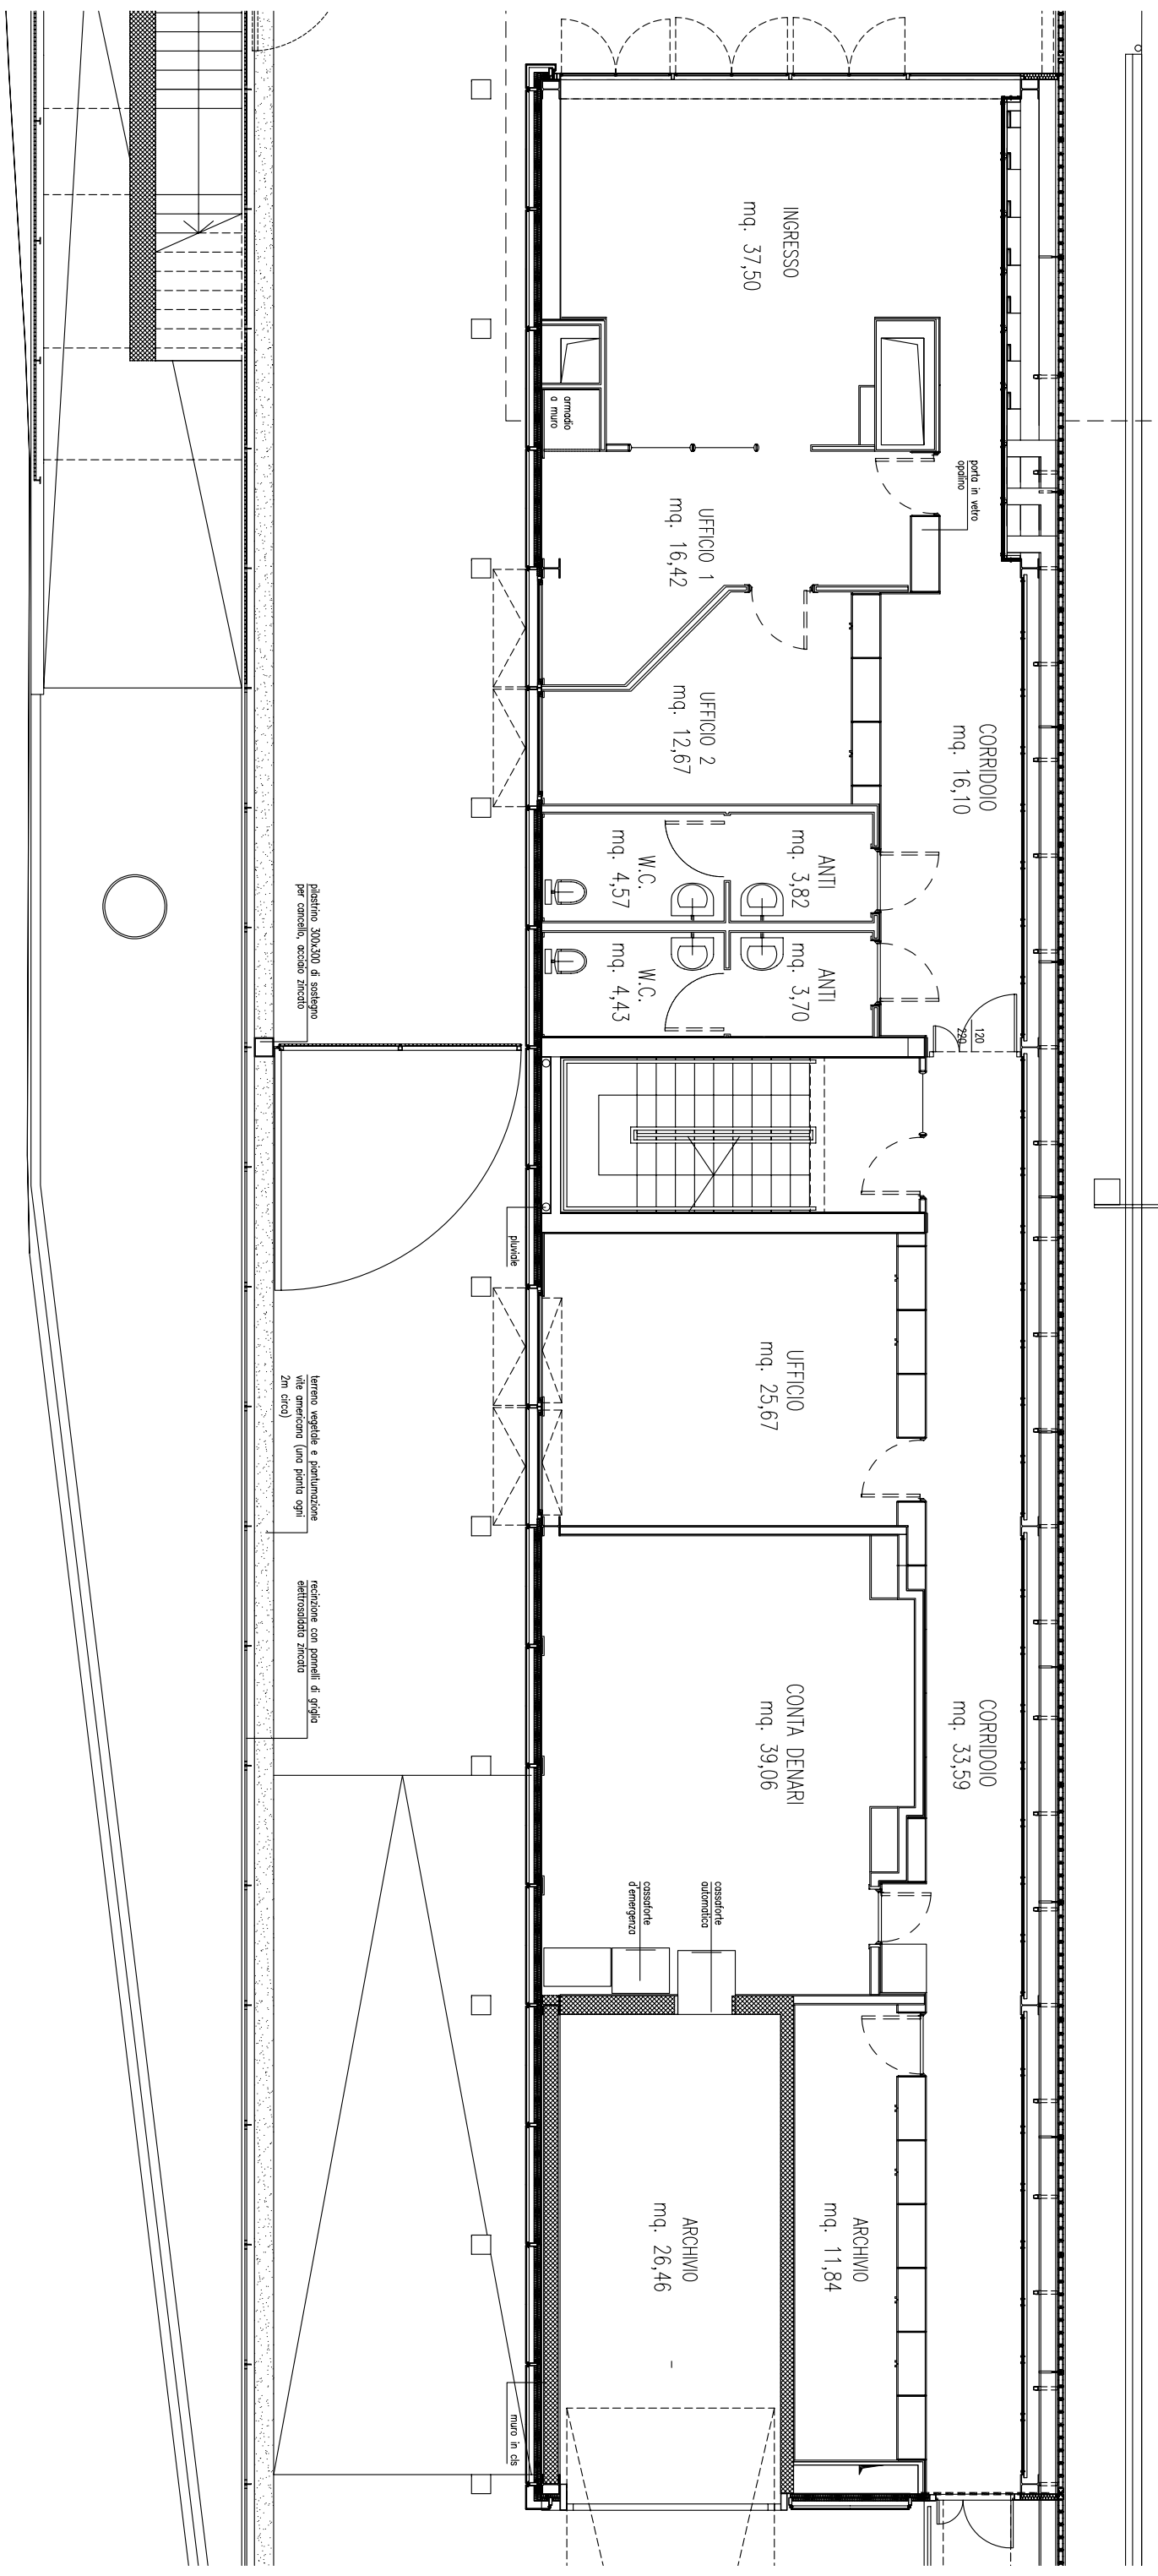 INGRESSO
mq. 37,50
armadio
a muro
porta in vetro
opalino
UFFICIO 1
mq. 16,42
UFFICIO 2
mq. 12,67
CORRIDOIO
mq. 16,10
ANTI
mq. 3,82
W.C.
mq. 4,57
ANTI
mq. 3,70
W.C.
mq. 4,43
120
220
pilastrino 300x300 di sostegno
per cancello, acciaio zincato
pluviale
UFFICIO
mq. 25,67
terreno vegetale e piantumazione
vite americana (una pianta ogni
2m circa)
recinzione con pannelli di griglia
elettrosaldata zincata
CONTA DENARI
mq. 39,06
CORRIDOIO
mq. 33,59
cassaforte
automatica
cassaforte
d'emergenza
ARCHIVIO
mq. 11,84
ARCHIVIO
mq. 26,46
muro in cls